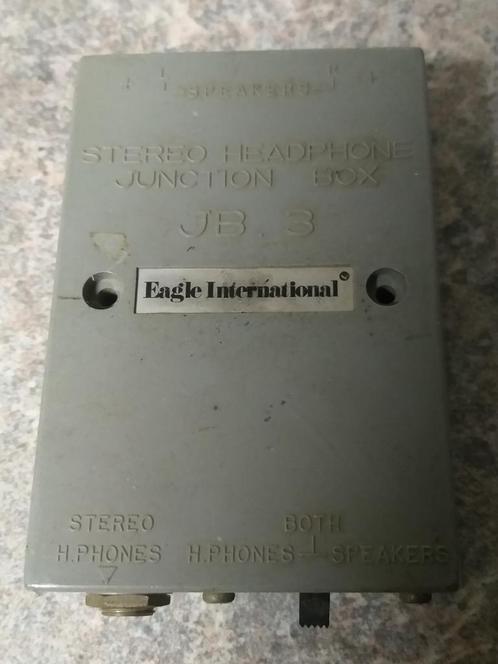 L SPEAKERS R
STEREO HEADPHONE
JUNCTION BOX
JB 3
Eagle International
STEREO BOTH
H.PHONES H.PHONES SPEAKERS